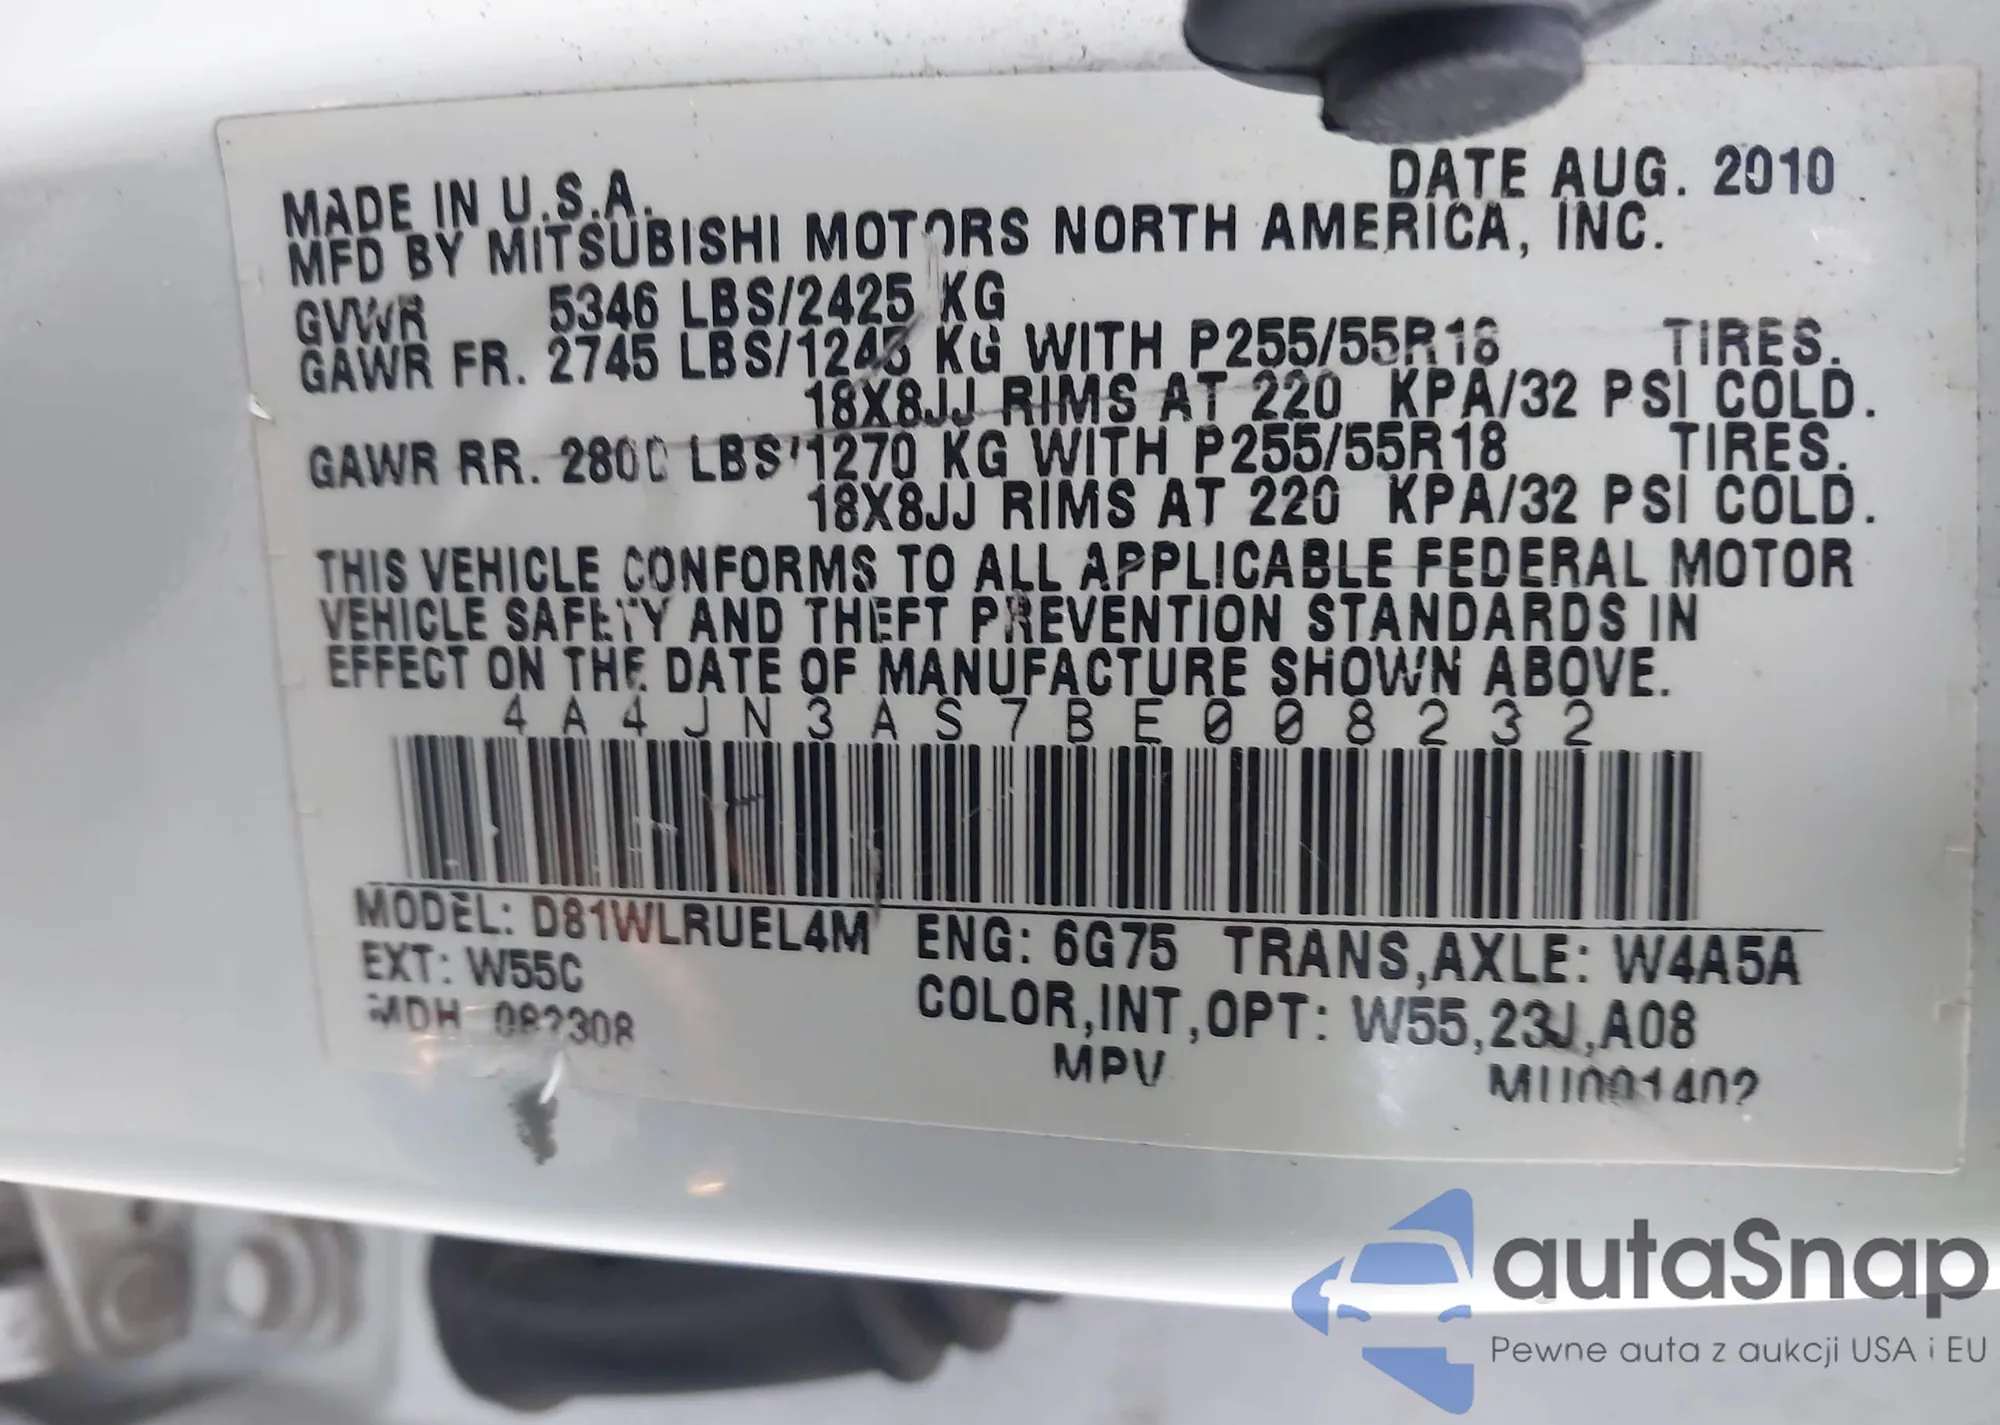 DATE AUG. 2010
MADE IN U.S.A.
MFD BY MITSUBISHI MOTORS NORTH AMERICA, INC.
GVWR 5346 LBS/2425 KG
GAWR FR. 2745 LBS/1245 KG WITH P255/55R18 TIRES.
18X8JJ RIMS AT 220 KPA/32 PSI COLD.
GAWR RR. 2800 LBS/1270 KG WITH P255/55R18 TIRES.
18X8JJ RIMS AT 220 KPA/32 PSI COLD.
THIS VEHICLE CONFORMS TO ALL APPLICABLE FEDERAL MOTOR
VEHICLE SAFETY AND THEFT PREVENTION STANDARDS IN
EFFECT ON THE DATE OF MANUFACTURE SHOWN ABOVE.
4A4JN3AS7BE008232
MODEL: D81WLRUEL4M ENG: 6G75 TRANS,AXLE: W4A5A
EXT: W55C COLOR,INT,OPT: W55,23J,A08
MDH 082308 MPV MU001402
autaSnap
Pewne auta z aukcji USA i EU